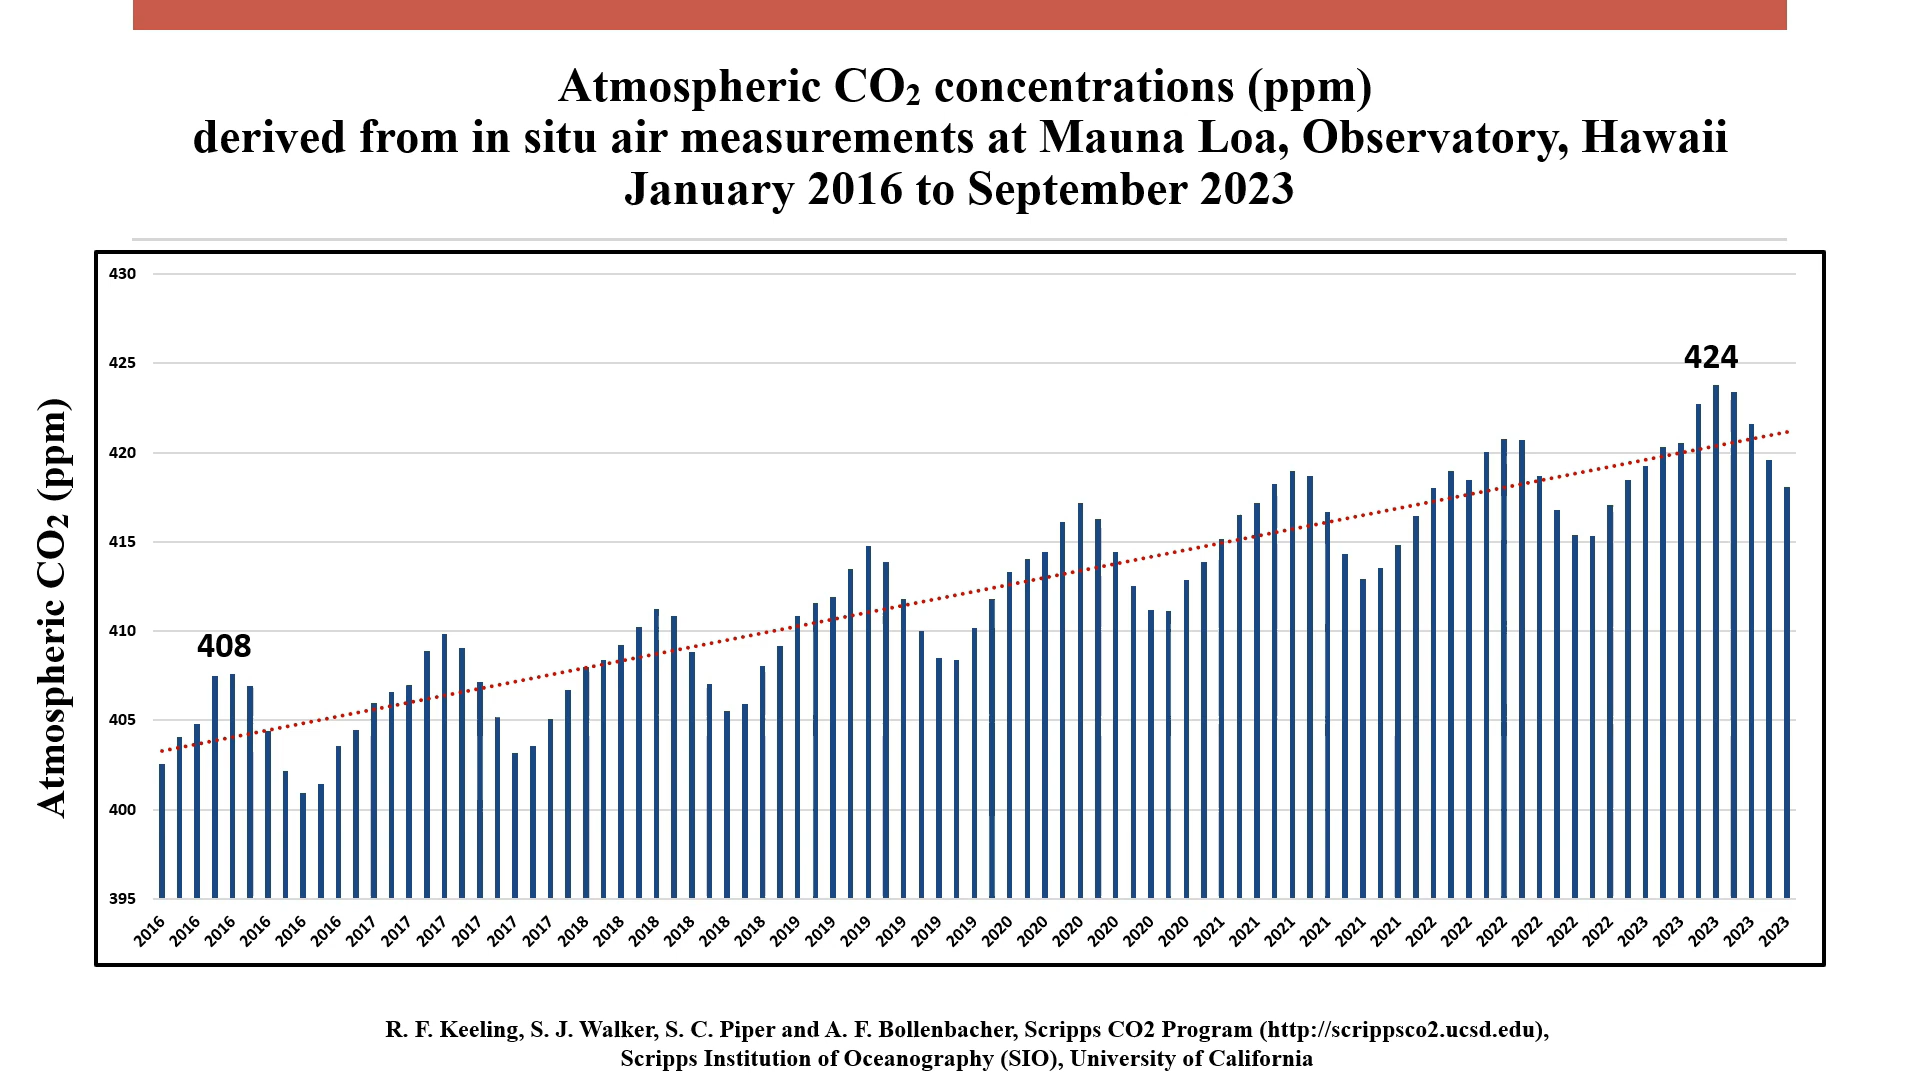 Atmospheric CO₂ concentrations (ppm)
derived from in situ air measurements at Mauna Loa, Observatory, Hawaii
January 2016 to September 2023
Atmospheric CO₂ (ppm)
430
425
420
415
410
405
400
395
408
424
2016 2016 2016 2016 2016 2016 2017 2017 2017 2017 2017 2017 2018 2018 2018 2018 2018 2018 2019 2019 2019 2019 2019 2019 2020 2020 2020 2020 2020 2020 2021 2021 2021 2021 2021 2021 2022 2022 2022 2022 2022 2022 2023 2023 2023 2023 2023
R. F. Keeling, S. J. Walker, S. C. Piper and A. F. Bollenbacher, Scripps CO2 Program (http://scrippsco2.ucsd.edu),
Scripps Institution of Oceanography (SIO), University of California